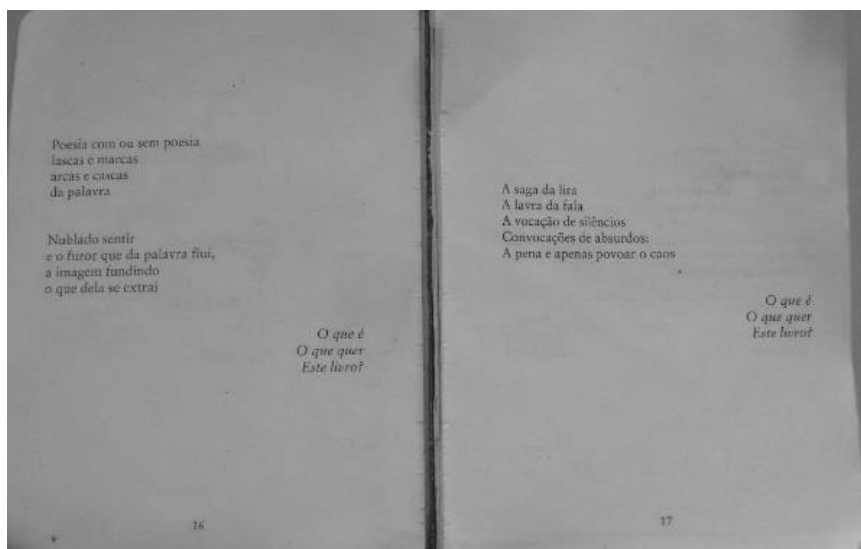 Poesia com ou sem poesia
lascas e marcas
arcas e cascas
da palavra
Nublado sentir
e o furor que da palavra flui,
a imagem fundindo
o que dela se extrai
O que é
O que quer
Este livro?
16
A saga da lira
A lavra da fala
A vocação de silêncios
Convocações de absurdos:
A pena e apenas povoar o caos
O que é
O que quer
Este livro?
17